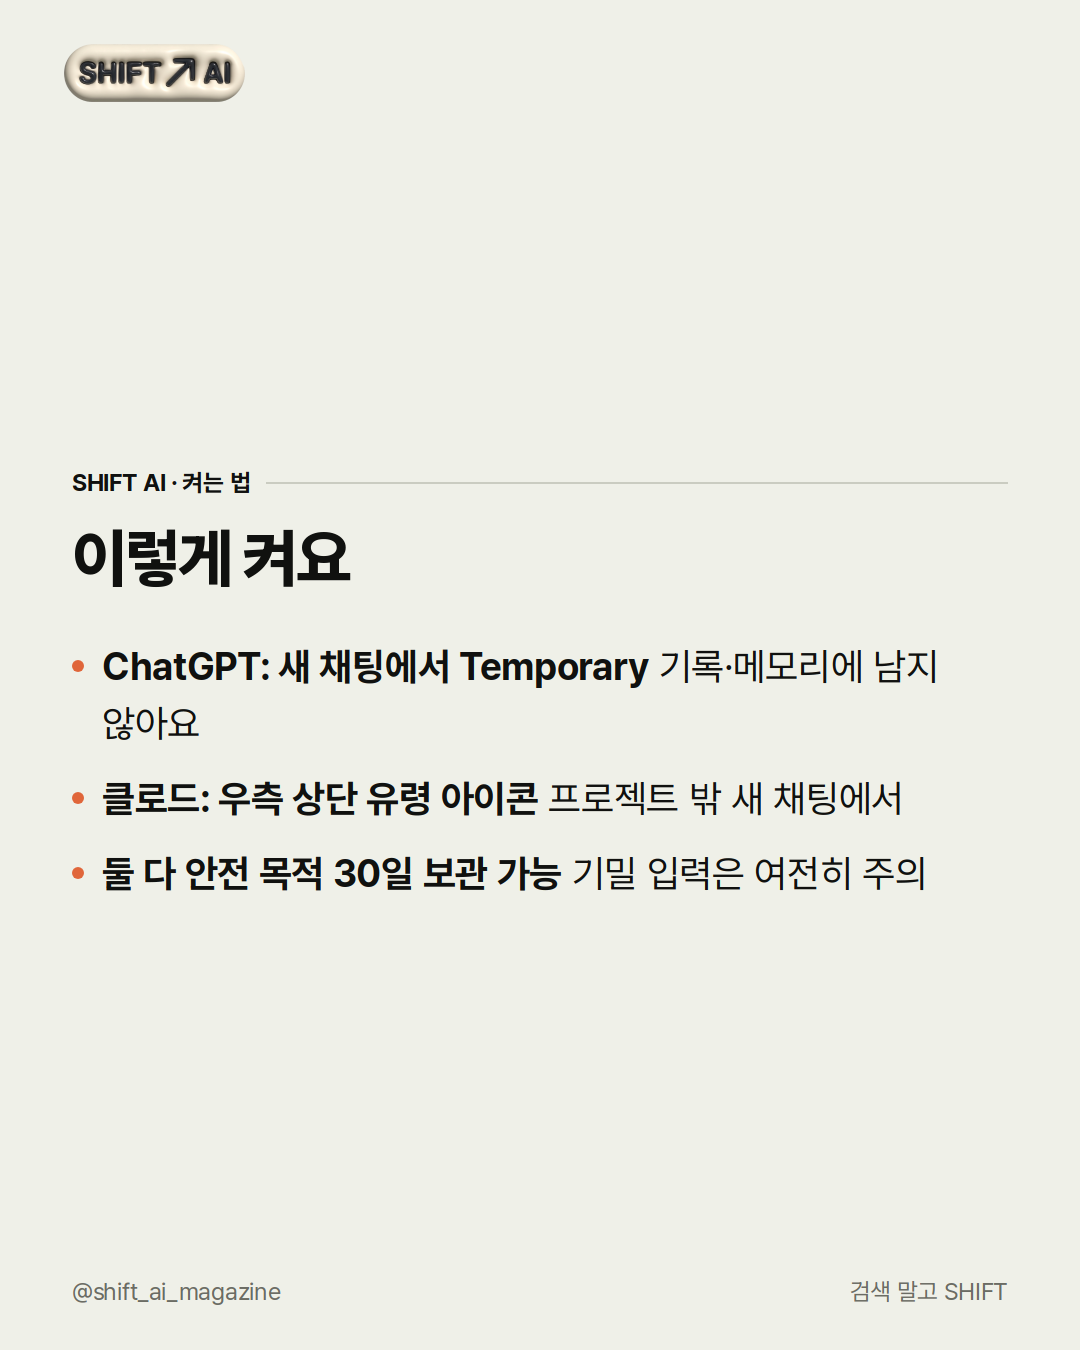 SHIFT↗AI
SHIFT AI · 켜는 법
이렇게 켜요
• ChatGPT: 새 채팅에서 Temporary 기록·메모리에 남지
않아요
• 클로드: 우측 상단 유령 아이콘 프로젝트 밖 새 채팅에서
• 둘 다 안전 목적 30일 보관 가능 기밀 입력은 여전히 주의
@shift_ai_magazine
검색 말고 SHIFT